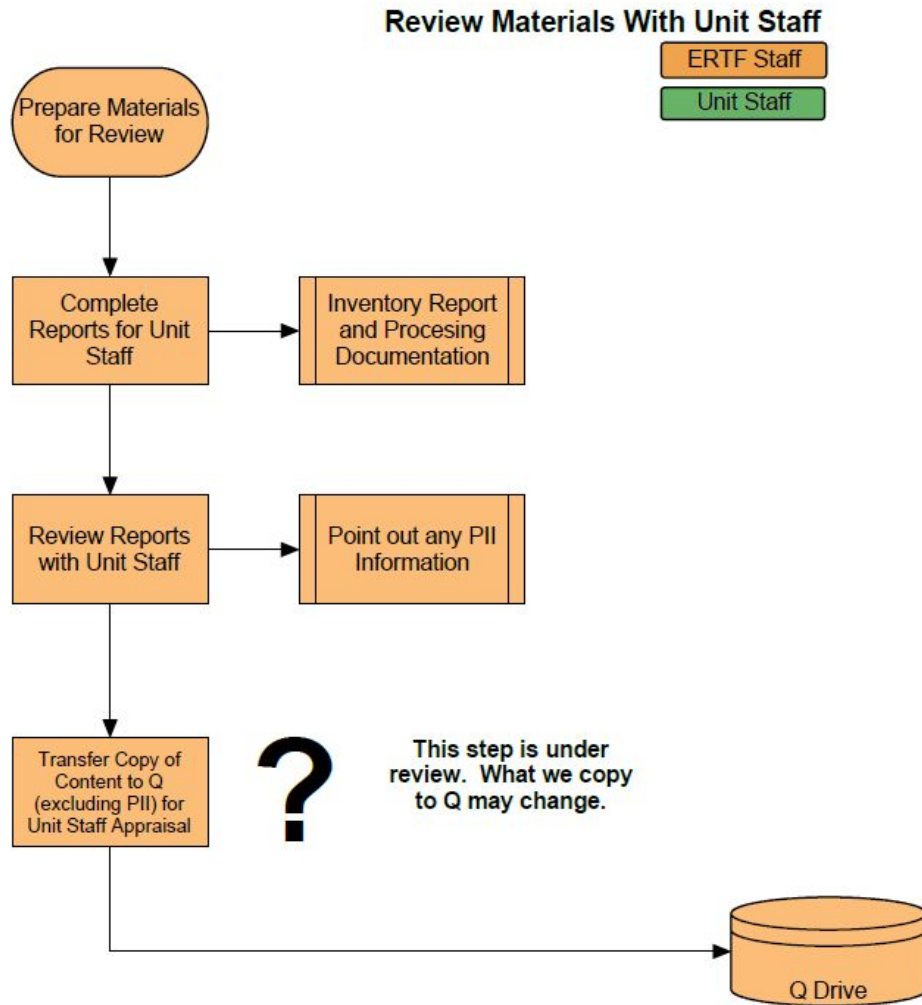 Review Materials With Unit Staff
ERTF Staff
Unit Staff
Prepare Materials
for Review
Complete
Reports for Unit
Staff
Inventory Report
and Procesing
Documentation
Review Reports
with Unit Staff
Point out any PII
Information
Transfer Copy of
Content to Q
(excluding PII) for
Unit Staff Appraisal
?
This step is under
review. What we copy
to Q may change.
Q Drive